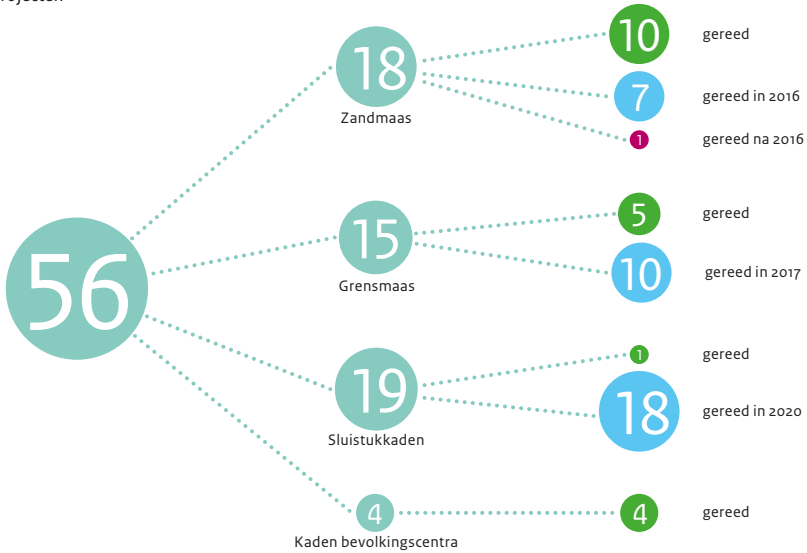 56
18
Zandmaas
10 gereed
7 gereed in 2016
1 gereed na 2016
15
Grensmaas
5 gereed
10 gereed in 2017
19
Sluistukkaden
1 gereed
18 gereed in 2020
4
Kaden bevolkingscentra
4 gereed